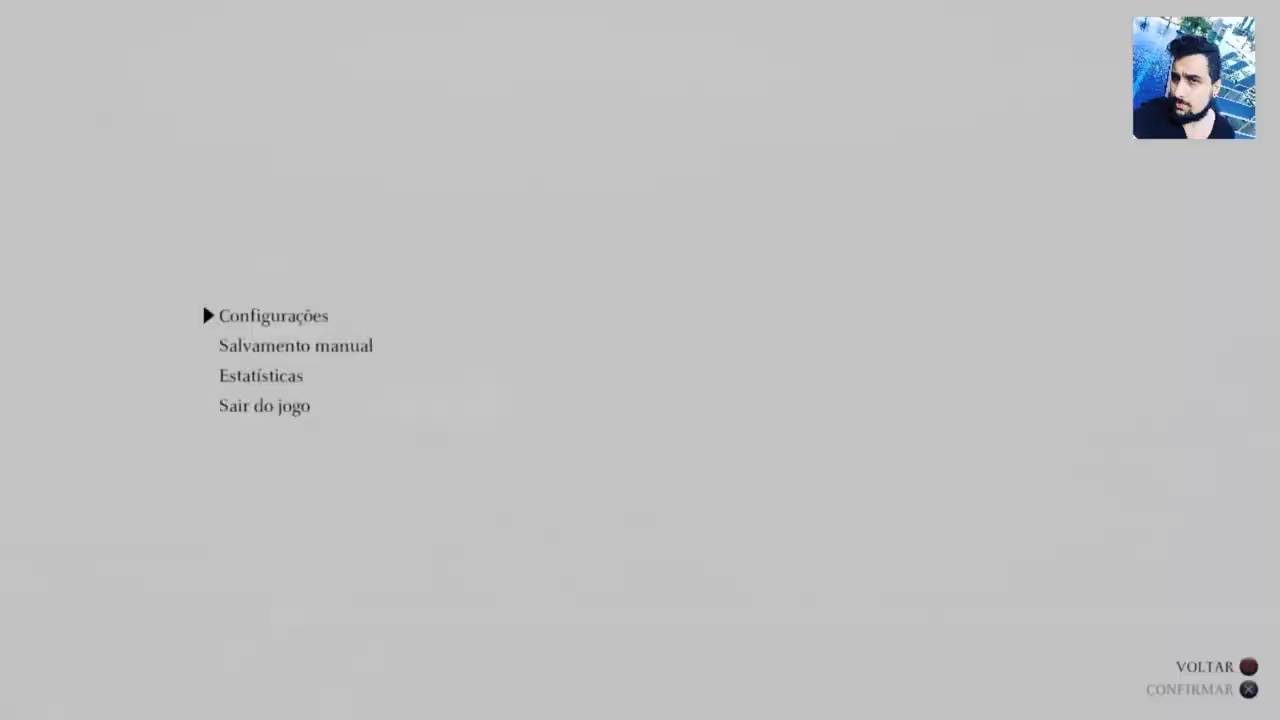 Configurações
Salvamento manual
Estatísticas
Sair do jogo
VOLTAR
CONFIRMAR